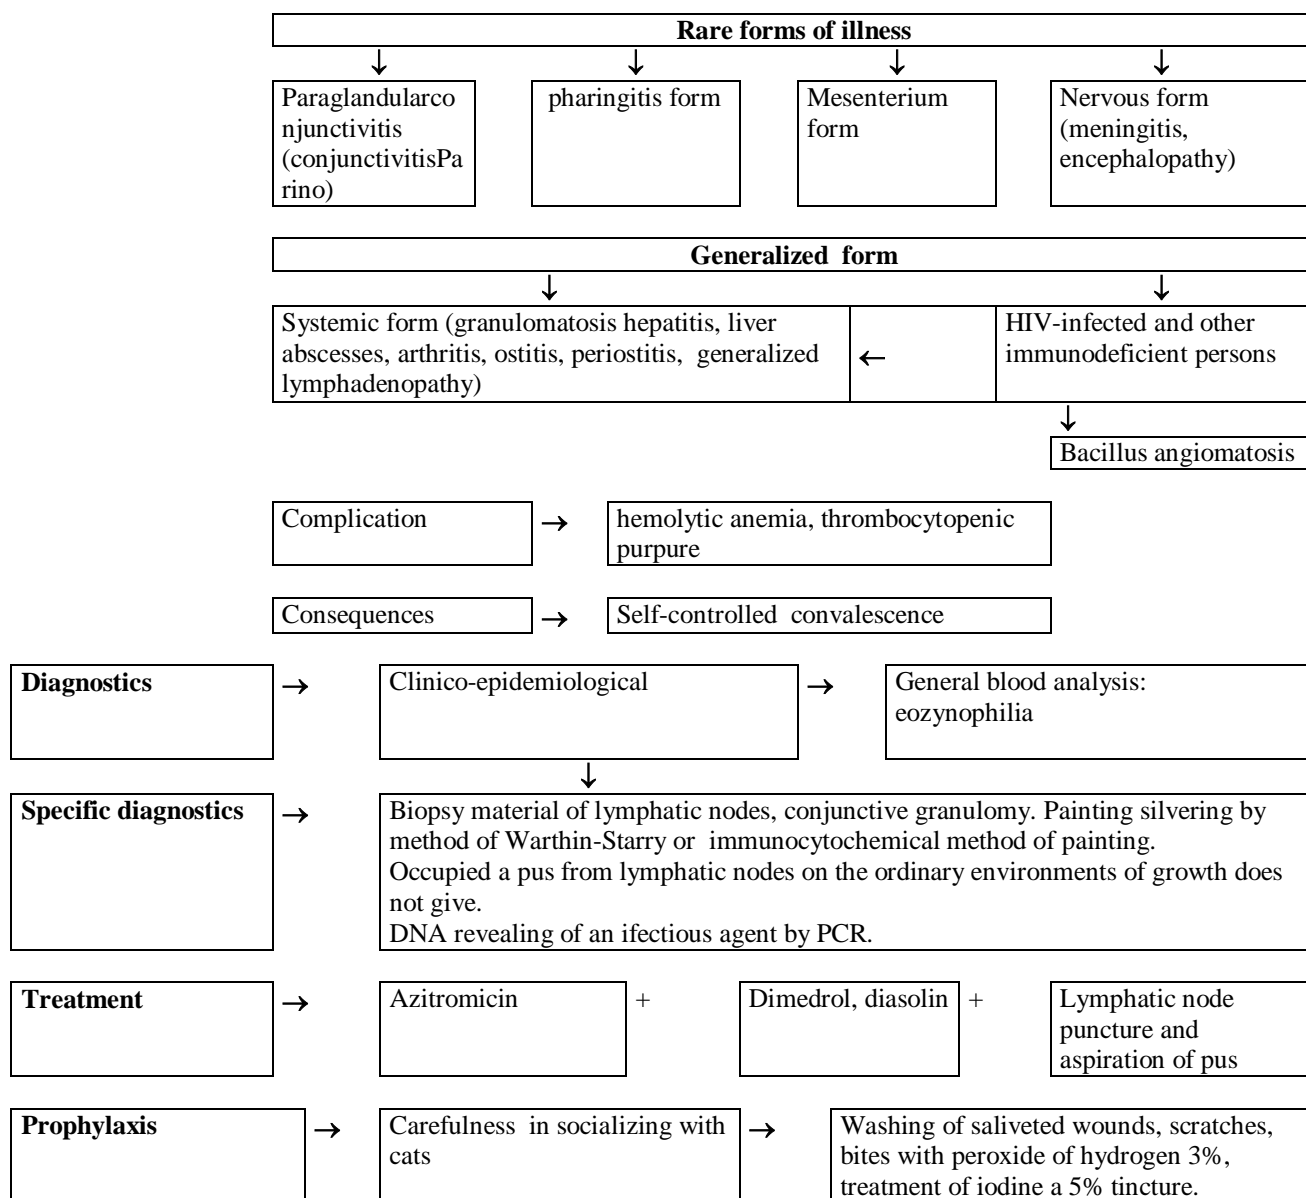 Rare forms of illness
↓ ↓ ↓ ↓
Paraglandularco
njunctivitis
(conjunctivitisPa
rino)
pharingitis form
Mesenterium
form
Nervous form
(meningitis,
encephalopathy)
Generalized form
↓ ↓
Systemic form (granulomatosis hepatitis, liver
abscesses, arthritis, ostitis, periostitis, generalized
lymphadenopathy)
←
HIV-infected and other
immunodeficient persons
↓
Bacillus angiomatosis
Complication
→
hemolytic anemia, thrombocytopenic
purpure
Consequences
→
Self-controlled convalescence
Diagnostics
→
Clinico-epidemiological
→
General blood analysis:
eozynophilia
↓
Specific diagnostics
→
Biopsy material of lymphatic nodes, conjunctive granulomy. Painting silvering by
method of Warthin-Starry or immunocytochemical method of painting.
Occupied a pus from lymphatic nodes on the ordinary environments of growth does
not give.
DNA revealing of an ifectious agent by PCR.
Treatment
→
Azitromicin
+
Dimedrol, diasolin
+
Lymphatic node
puncture and
aspiration of pus
Prophylaxis
→
Carefulness in socializing with
cats
→
Washing of saliveted wounds, scratches,
bites with peroxide of hydrogen 3%,
treatment of iodine a 5% tincture.